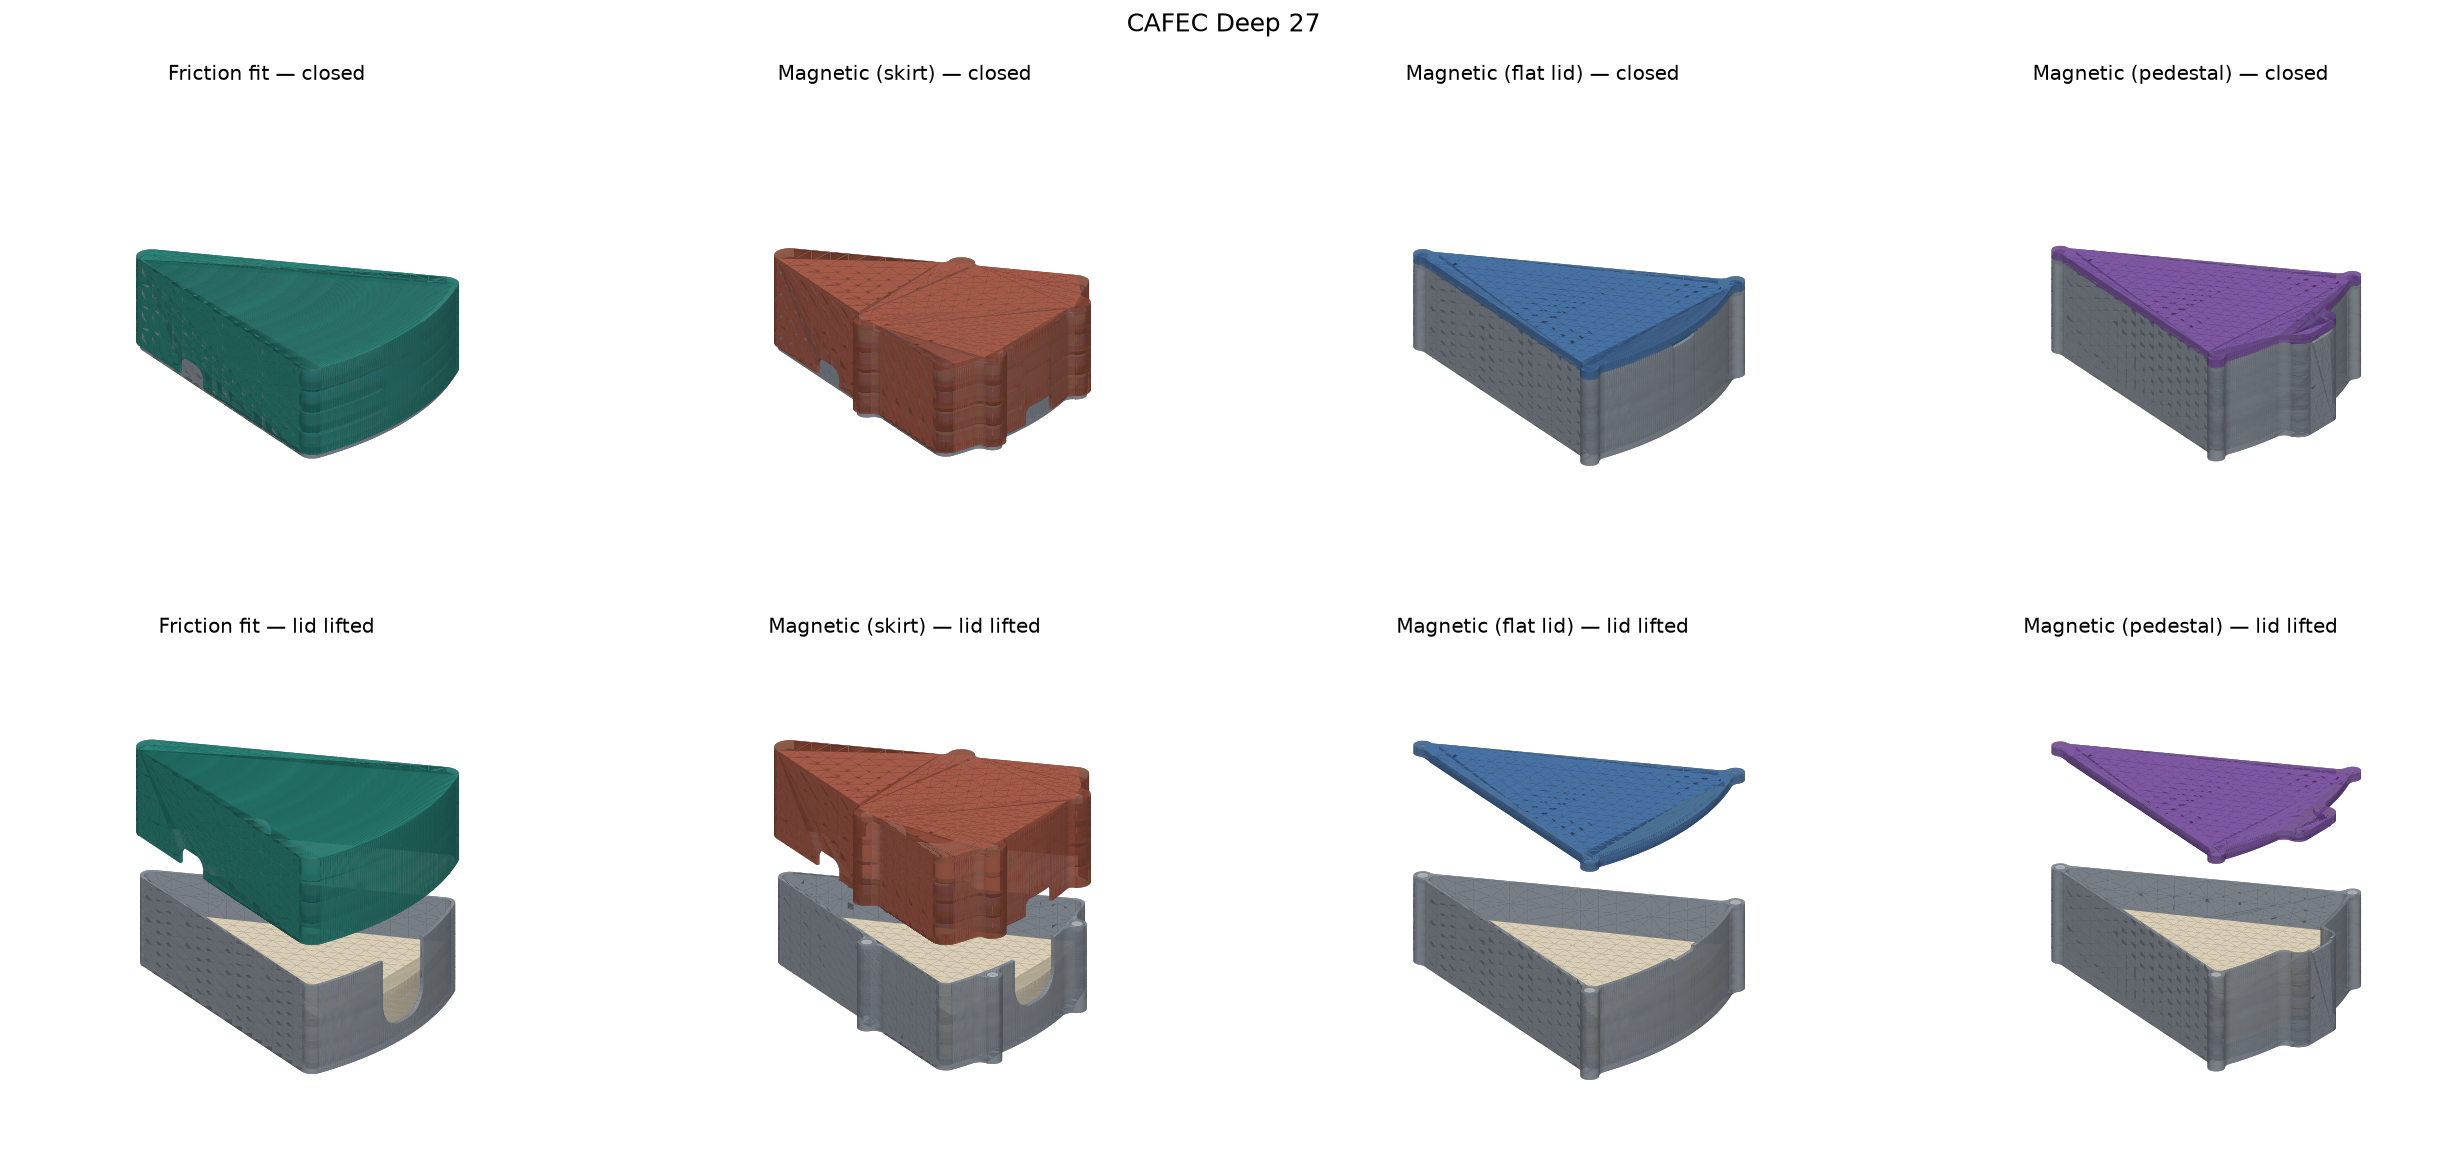 CAFEC Deep 27
Friction fit — closed
Magnetic (skirt) — closed
Magnetic (flat lid) — closed
Magnetic (pedestal) — closed
Friction fit — lid lifted
Magnetic (skirt) — lid lifted
Magnetic (flat lid) — lid lifted
Magnetic (pedestal) — lid lifted